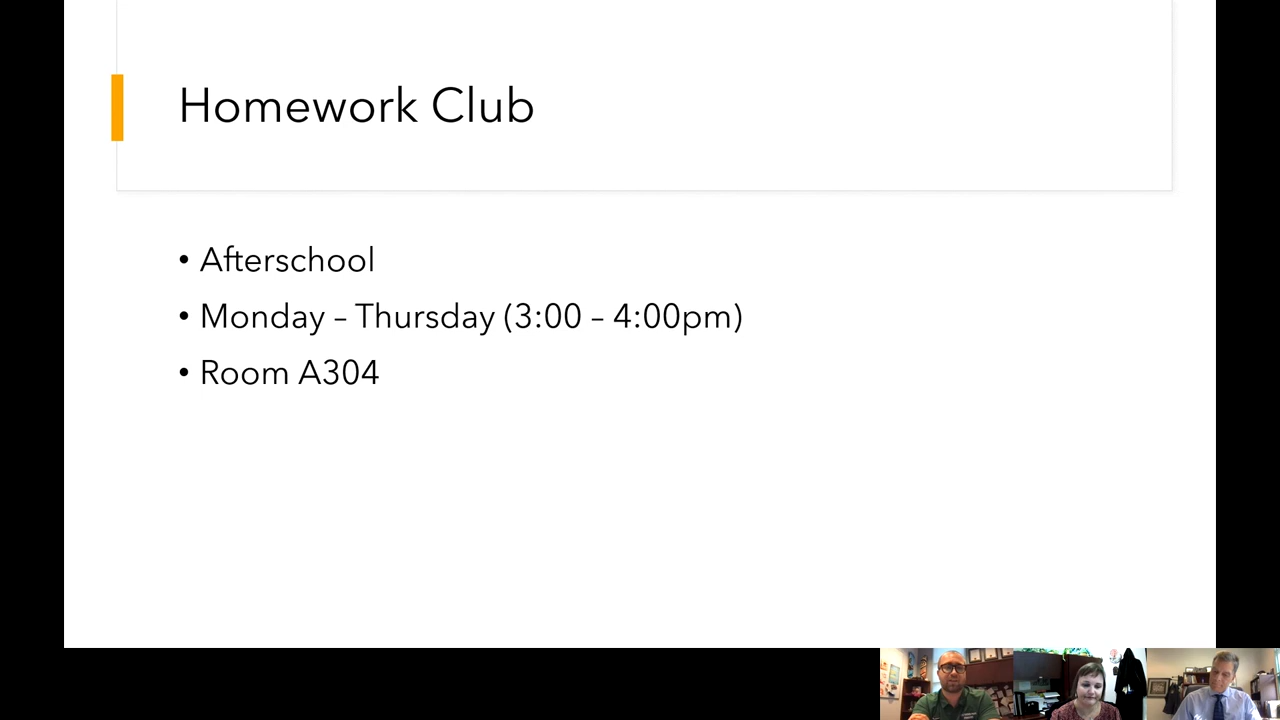 Homework Club
• Afterschool
• Monday – Thursday (3:00 – 4:00pm)
• Room A304